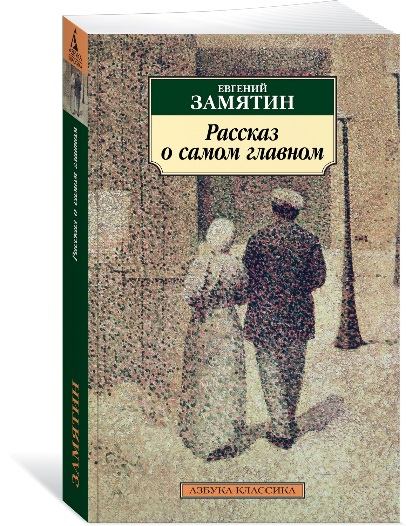 ЕВГЕНИЙ
ЗАМЯТИН
Рассказ
о самом главном
АЗБУКА-КЛАССИКА
Рассказ о самом главном
ЗАМЯТИН